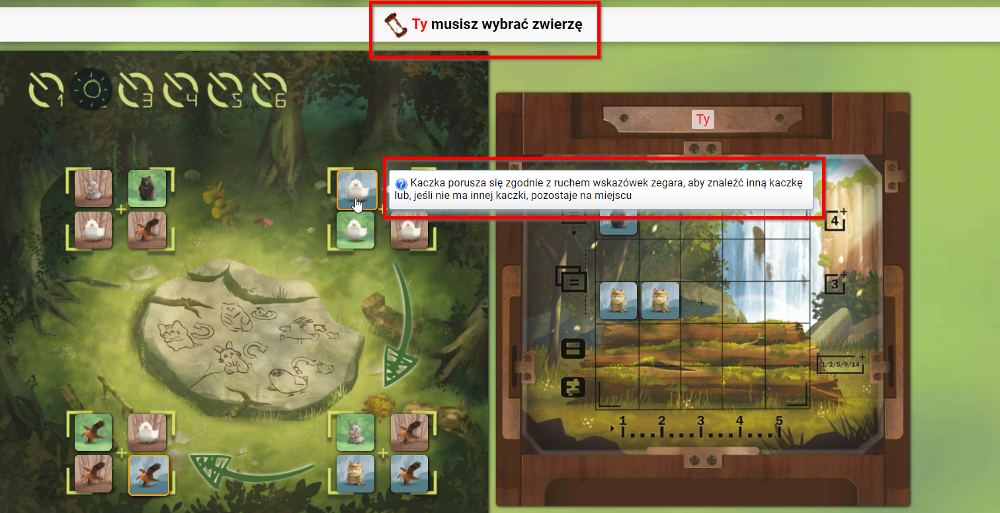 Ty musisz wybrać zwierzę
1 3 4 5 6
Ty
Kaczka porusza się zgodnie z ruchem wskazówek zegara, aby znaleźć inną kaczkę
lub, jeśli nie ma innej kaczki, pozostaje na miejscu
4+
3+
1/2/5/9/14+
1 2 3 4 5